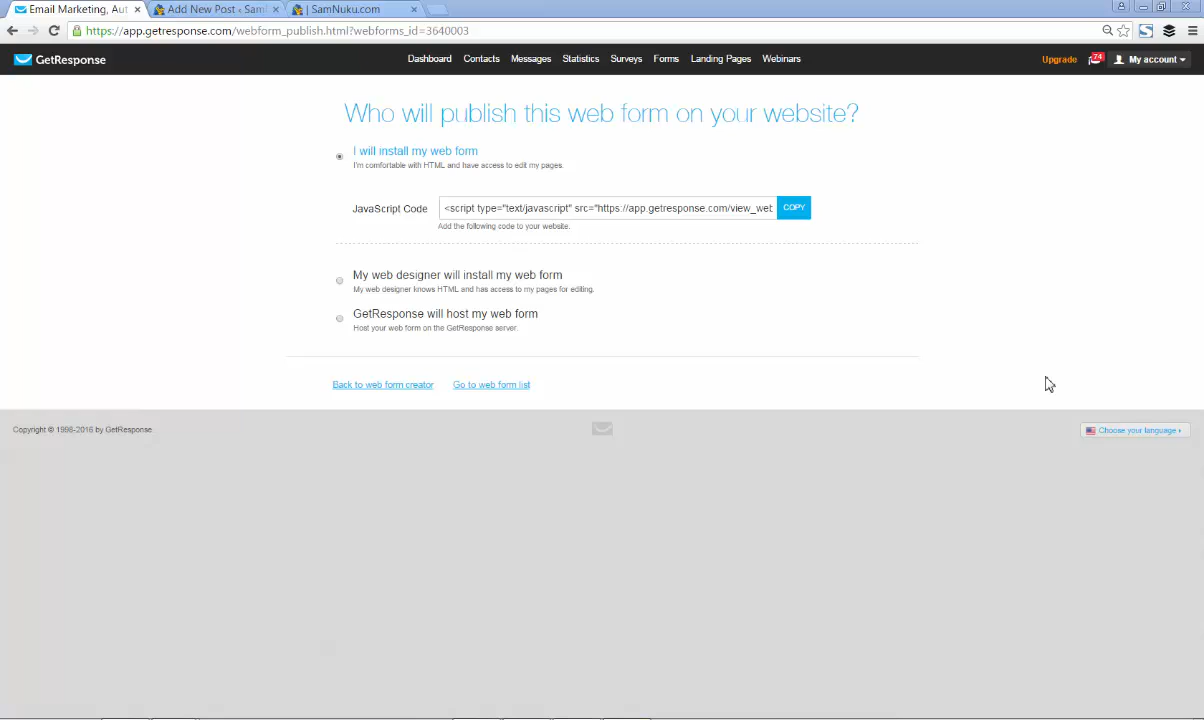 Email Marketing, Aut
Add New Post ‹ Saml
| SamNuku.com
https://app.getresponse.com/webform_publish.html?webforms_id=3640003
GetResponse
Dashboard Contacts Messages Statistics Surveys Forms Landing Pages Webinars
Upgrade 74 My account
Who will publish this web form on your website?
I will install my web form
I'm comfortable with HTML and have access to edit my pages.
JavaScript Code <script type="text/javascript" src="https://app.getresponse.com/view_wet COPY
Add the following code to your website.
My web designer will install my web form
My web designer knows HTML and has access to my pages for editing.
GetResponse will host my web form
Host your web form on the GetResponse server.
Back to web form creator Go to web form list
Copyright © 1998-2016 by GetResponse.
Choose your language ›